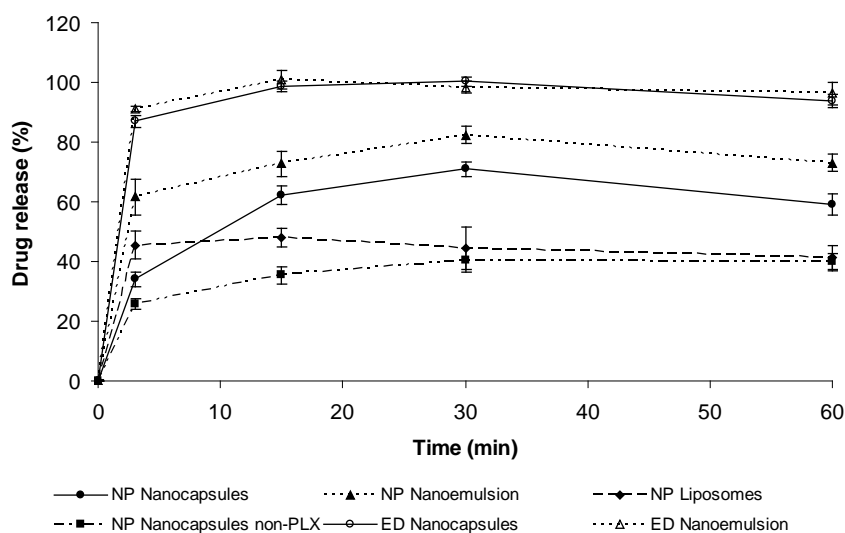 120
100
80
60
40
20
0
Drug release (%)
0 10 20 30 40 50 60
Time (min)
NP Nanocapsules NP Nanoemulsion NP Liposomes
NP Nanocapsules non-PLX ED Nanocapsules ED Nanoemulsion